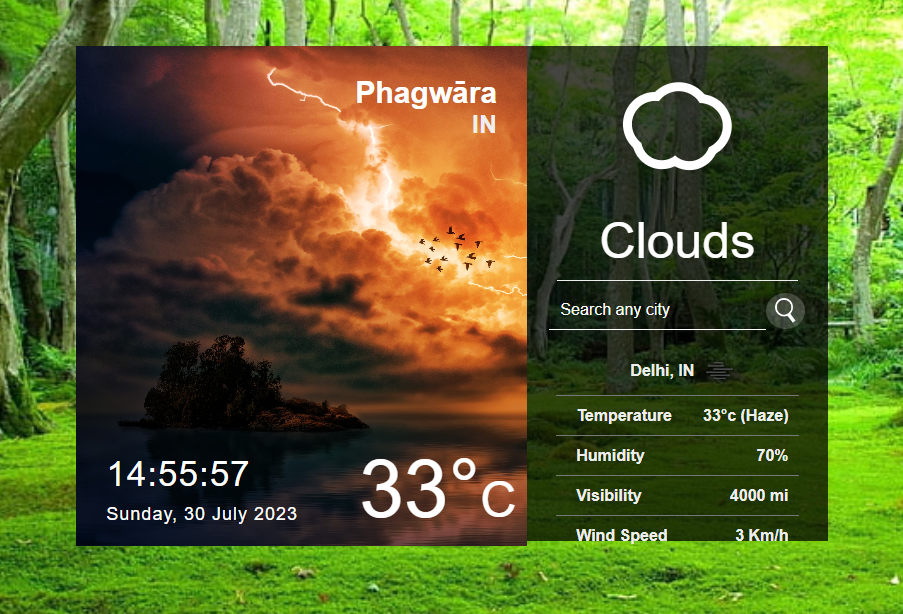 Phagwāra
IN
14:55:57
Sunday, 30 July 2023
33°c
Clouds
Search any city
Delhi, IN
Temperature 33°c (Haze)
Humidity 70%
Visibility 4000 mi
Wind Speed 3 Km/h